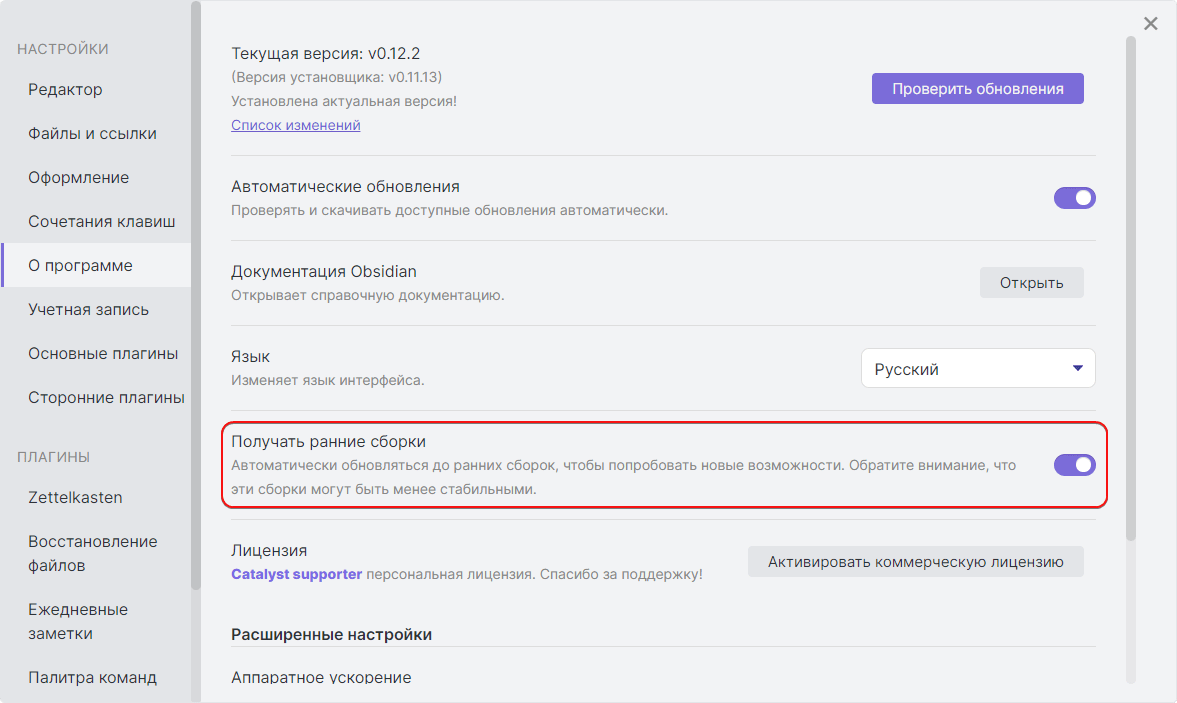 НАСТРОЙКИ
Редактор
Файлы и ссылки
Оформление
Сочетания клавиш
О программе
Учетная запись
Основные плагины
Сторонние плагины
ПЛАГИНЫ
Zettelkasten
Восстановление
файлов
Ежедневные
заметки
Палитра команд
Текущая версия: v0.12.2
(Версия установщика: v0.11.13)
Установлена актуальная версия!
Список изменений
Проверить обновления
Автоматические обновления
Проверять и скачивать доступные обновления автоматически.
Документация Obsidian
Открывает справочную документацию.
Открыть
Язык
Изменяет язык интерфейса.
Русский
Получать ранние сборки
Автоматически обновляться до ранних сборок, чтобы попробовать новые возможности. Обратите внимание, что
эти сборки могут быть менее стабильными.
Лицензия
Catalyst supporter персональная лицензия. Спасибо за поддержку!
Активировать коммерческую лицензию
Расширенные настройки
Аппаратное ускорение